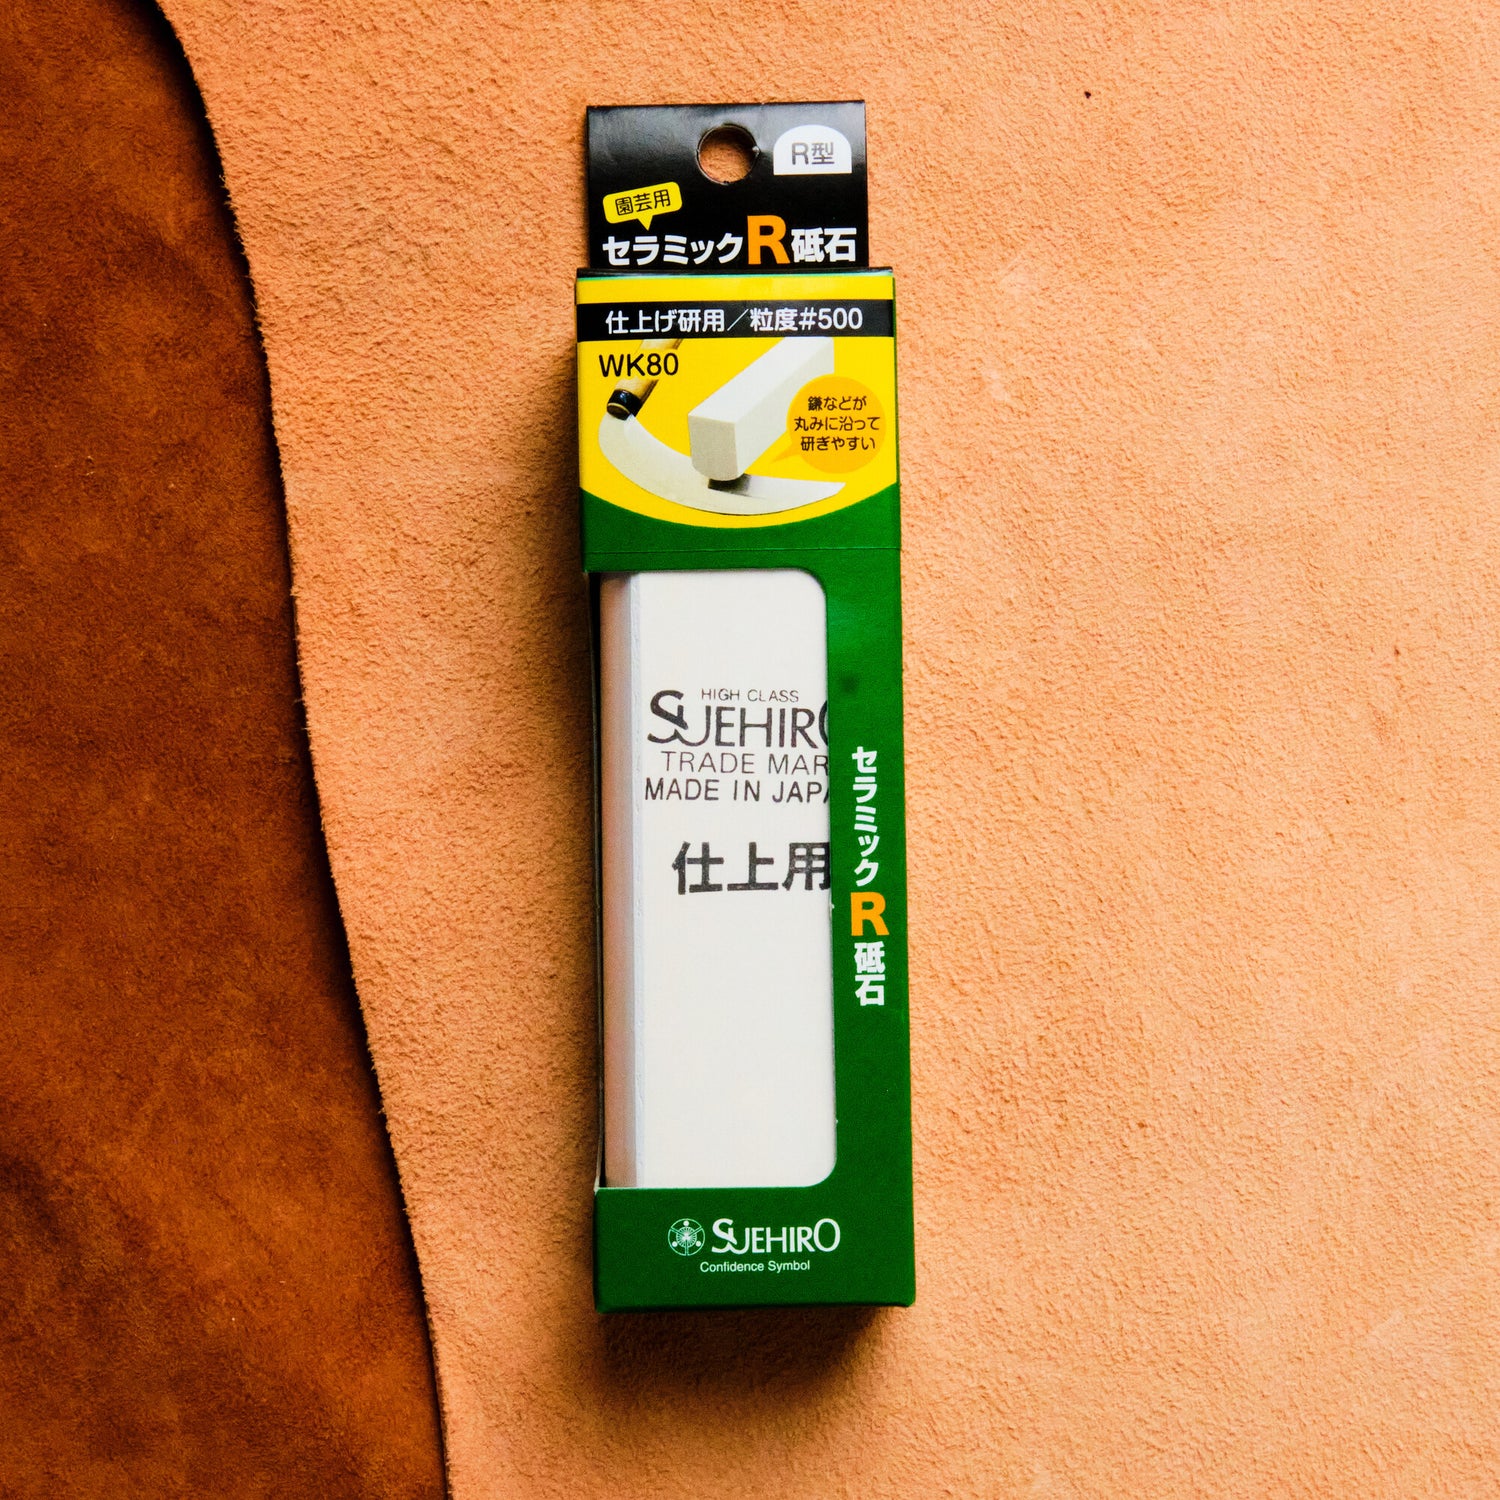 R型
園芸用
セラミックR砥石
仕上げ研用／粒度#500
WK80
鎌などが
丸みに沿って
研ぎやすい
HIGH CLASS
SUEHIRO
TRADE MAR
MADE IN JAPA
仕上用
セラミックR砥石
SUEHIRO
Confidence Symbol